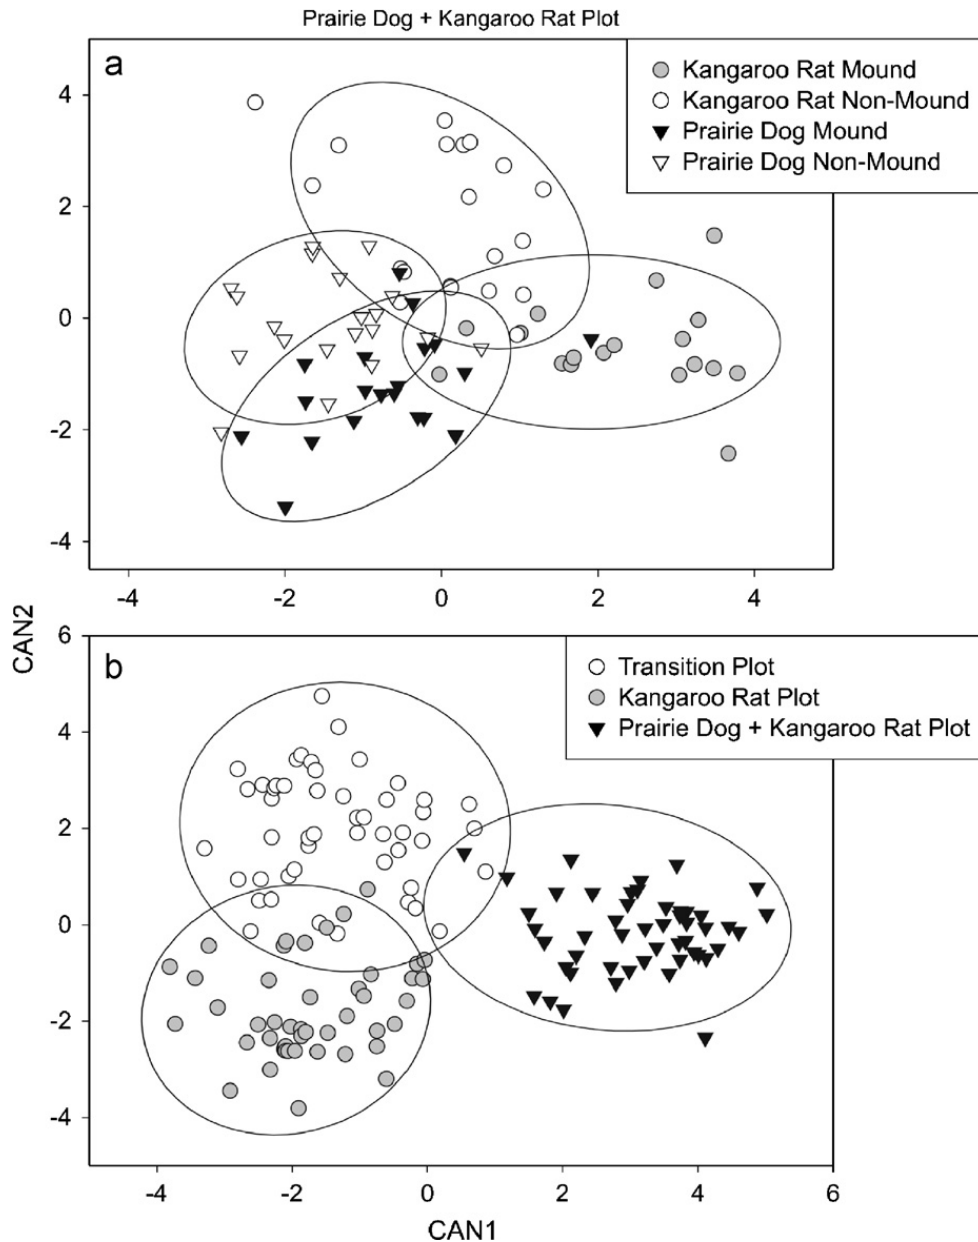 Prairie Dog + Kangaroo Rat Plot
a
Kangaroo Rat Mound
Kangaroo Rat Non-Mound
Prairie Dog Mound
Prairie Dog Non-Mound
4
2
0
-2
-4
-4
-2
0
2
4
CAN2
b
Transition Plot
Kangaroo Rat Plot
Prairie Dog + Kangaroo Rat Plot
6
4
2
0
-2
-4
-4
-2
0
2
4
6
CAN1